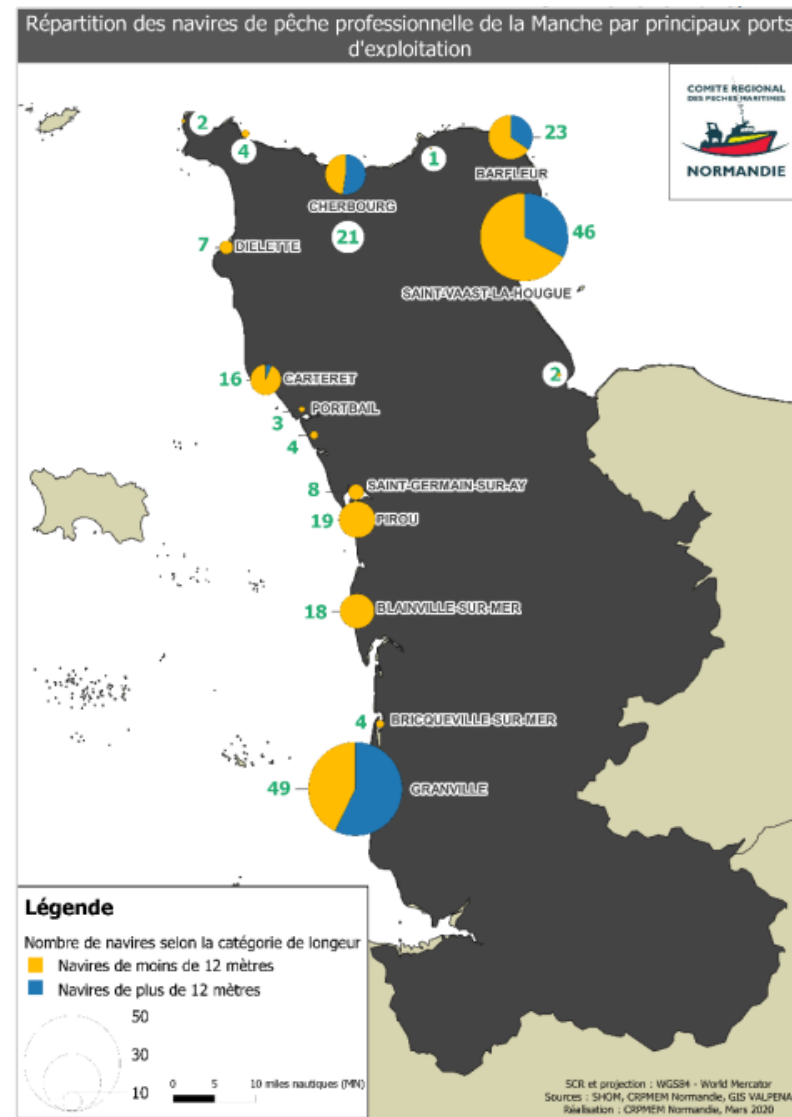 Répartition des navires de pêche professionnelle de la Manche par principaux ports
d'exploitation
COMITE REGIONAL
DES PECHES MARITIMES
NORMANDIE
2
4
1
23
BARFLEUR
CHERBOURG
21
7
DIELETTE
46
SAINT-VAAST-LA-HOUGUE
2
16
CARTERET
PORTBAIL
3
4
8
SAINT-GERMAIN-SUR-AY
19
PIROU
18
BLAINVILLE-SUR-MER
4
BRICQUEVILLE-SUR-MER
49
GRANVILLE
Légende
Nombre de navires selon la catégorie de longeur
Navires de moins de 12 mètres
Navires de plus de 12 mètres
50
30
10
0 5 10 miles nautiques (MN)
SCR et projection : WGS84 - World Mercator
Sources : SHOM, CRPMEM Normandie, GIS VALPENA
Réalisation : CRPMEM Normandie, Mars 2020